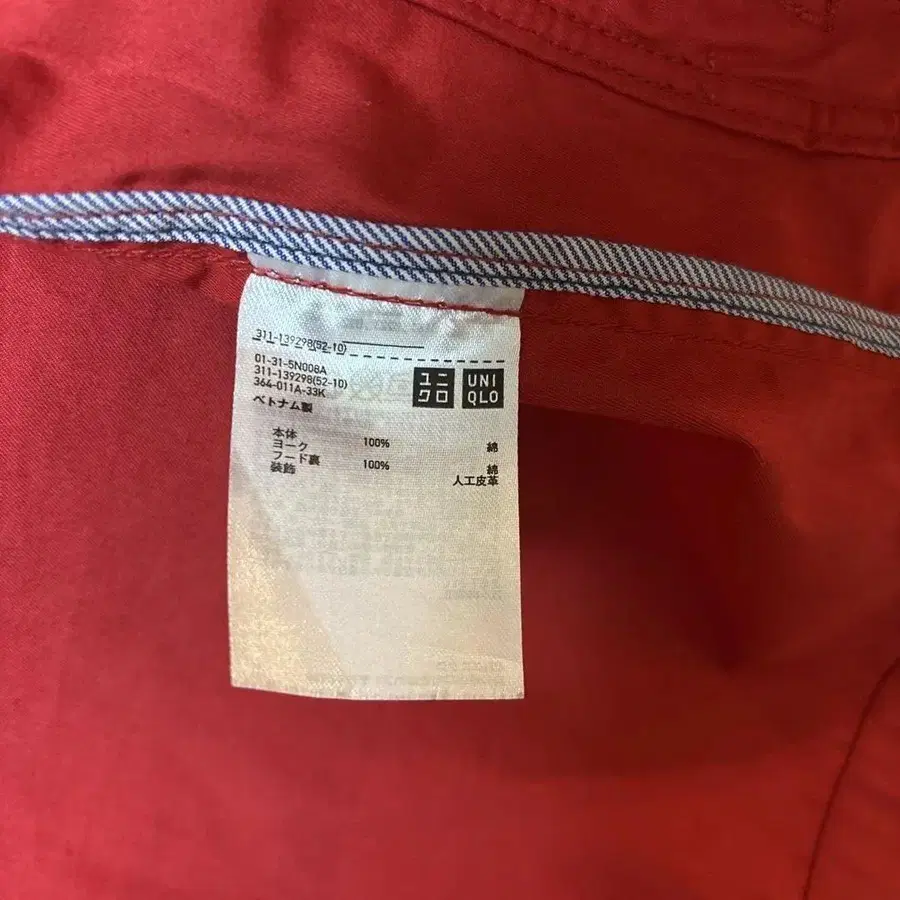 311-139298(52-10)
01-31-5N008A
311-139298(52-10)
364-011A-33K
ベトナム製
ユニ
クロ
UNI
QLO
本体 100% 綿
ヨーク
フード裏 100% 綿
装飾 人工皮革